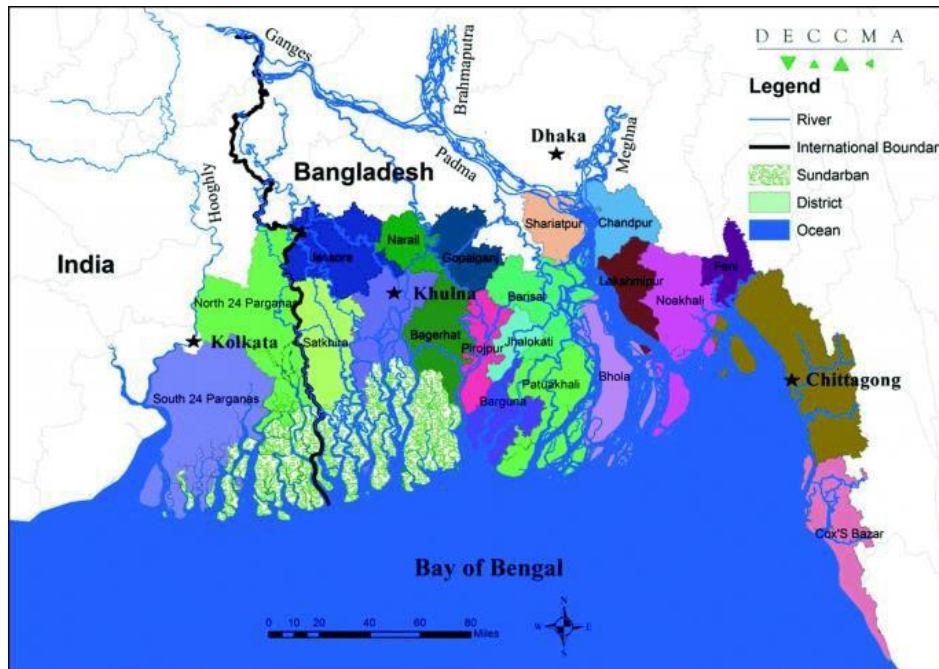 D E C C M A
Legend
River
International Boundar
Sundarban
District
Ocean
Ganges
Brahmaputra
Padma
Dhaka
Meghna
Hooghly
Bangladesh
India
Shariatpur
Chandpur
Narail
Jessore
Gopalganj
Feni
Lakshmipur
Noakhali
North 24 Parganas
Khulna
Barisal
Kolkata
Satkhira
Bagerhat
Pirojpur
Jhalokati
Bhola
Chittagong
South 24 Parganas
Patuakhali
Barguna
Cox'S Bazar
Bay of Bengal
N
W
E
S
0 10 20 40 60 80
Miles